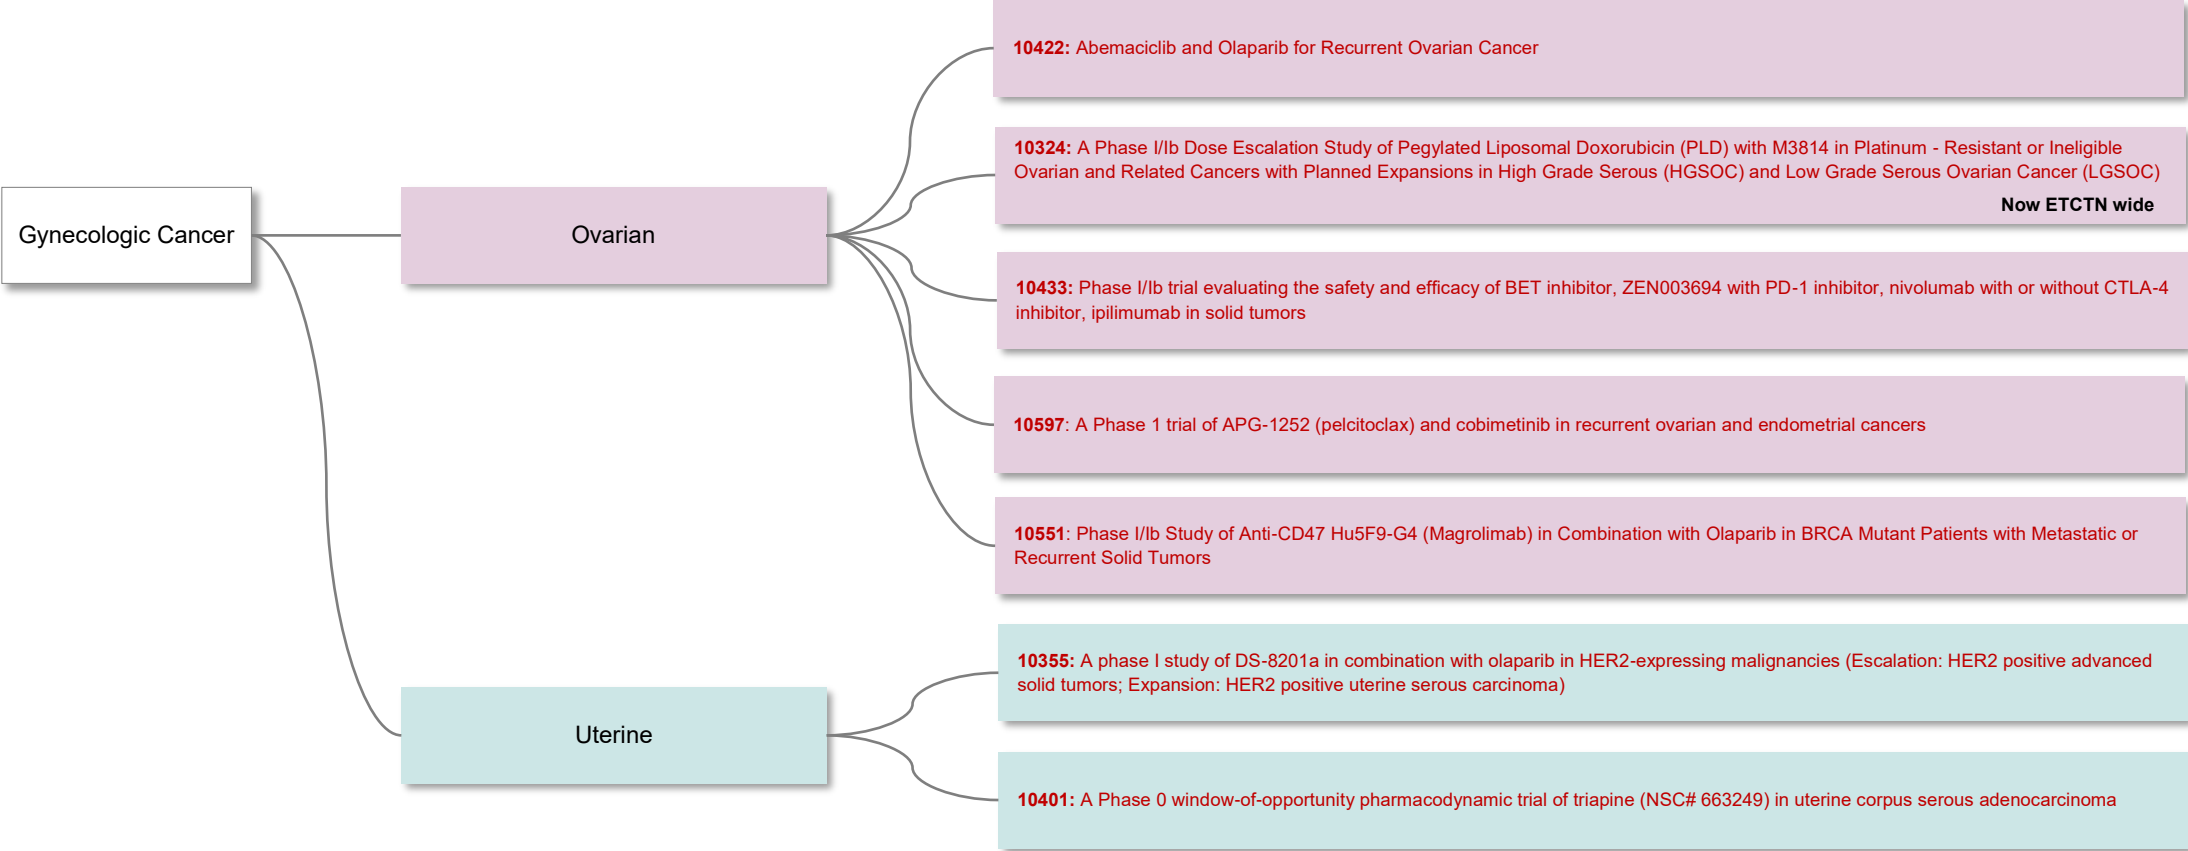 Gynecologic Cancer
Ovarian
10422: Abemaciclib and Olaparib for Recurrent Ovarian Cancer
10324: A Phase I/Ib Dose Escalation Study of Pegylated Liposomal Doxorubicin (PLD) with M3814 in Platinum - Resistant or Ineligible
Ovarian and Related Cancers with Planned Expansions in High Grade Serous (HGSOC) and Low Grade Serous Ovarian Cancer (LGSOC)
Now ETCTN wide
10433: Phase I/Ib trial evaluating the safety and efficacy of BET inhibitor, ZEN003694 with PD-1 inhibitor, nivolumab with or without CTLA-4
inhibitor, ipilimumab in solid tumors
10597: A Phase 1 trial of APG-1252 (pelcitoclax) and cobimetinib in recurrent ovarian and endometrial cancers
10551: Phase I/Ib Study of Anti-CD47 Hu5F9-G4 (Magrolimab) in Combination with Olaparib in BRCA Mutant Patients with Metastatic or
Recurrent Solid Tumors
Uterine
10355: A phase I study of DS-8201a in combination with olaparib in HER2-expressing malignancies (Escalation: HER2 positive advanced
solid tumors; Expansion: HER2 positive uterine serous carcinoma)
10401: A Phase 0 window-of-opportunity pharmacodynamic trial of triapine (NSC# 663249) in uterine corpus serous adenocarcinoma